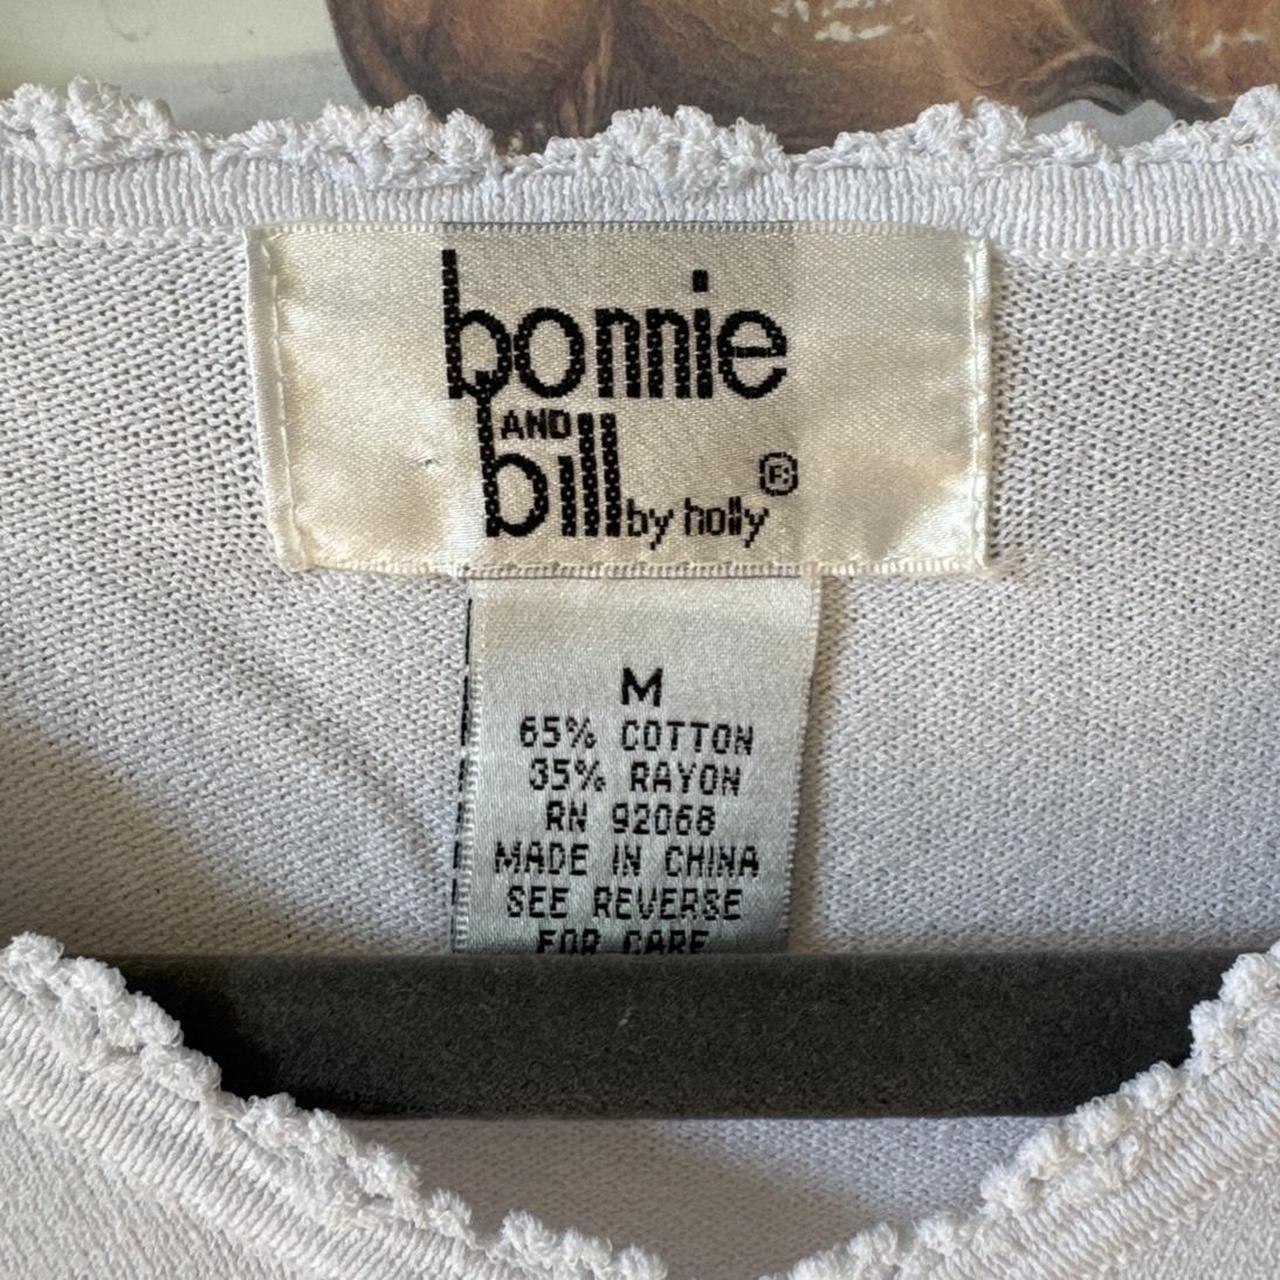 bonnie
AND
bill by holly®
M
65% COTTON
35% RAYON
RN 92068
MADE IN CHINA
SEE REVERSE
FOR CARE